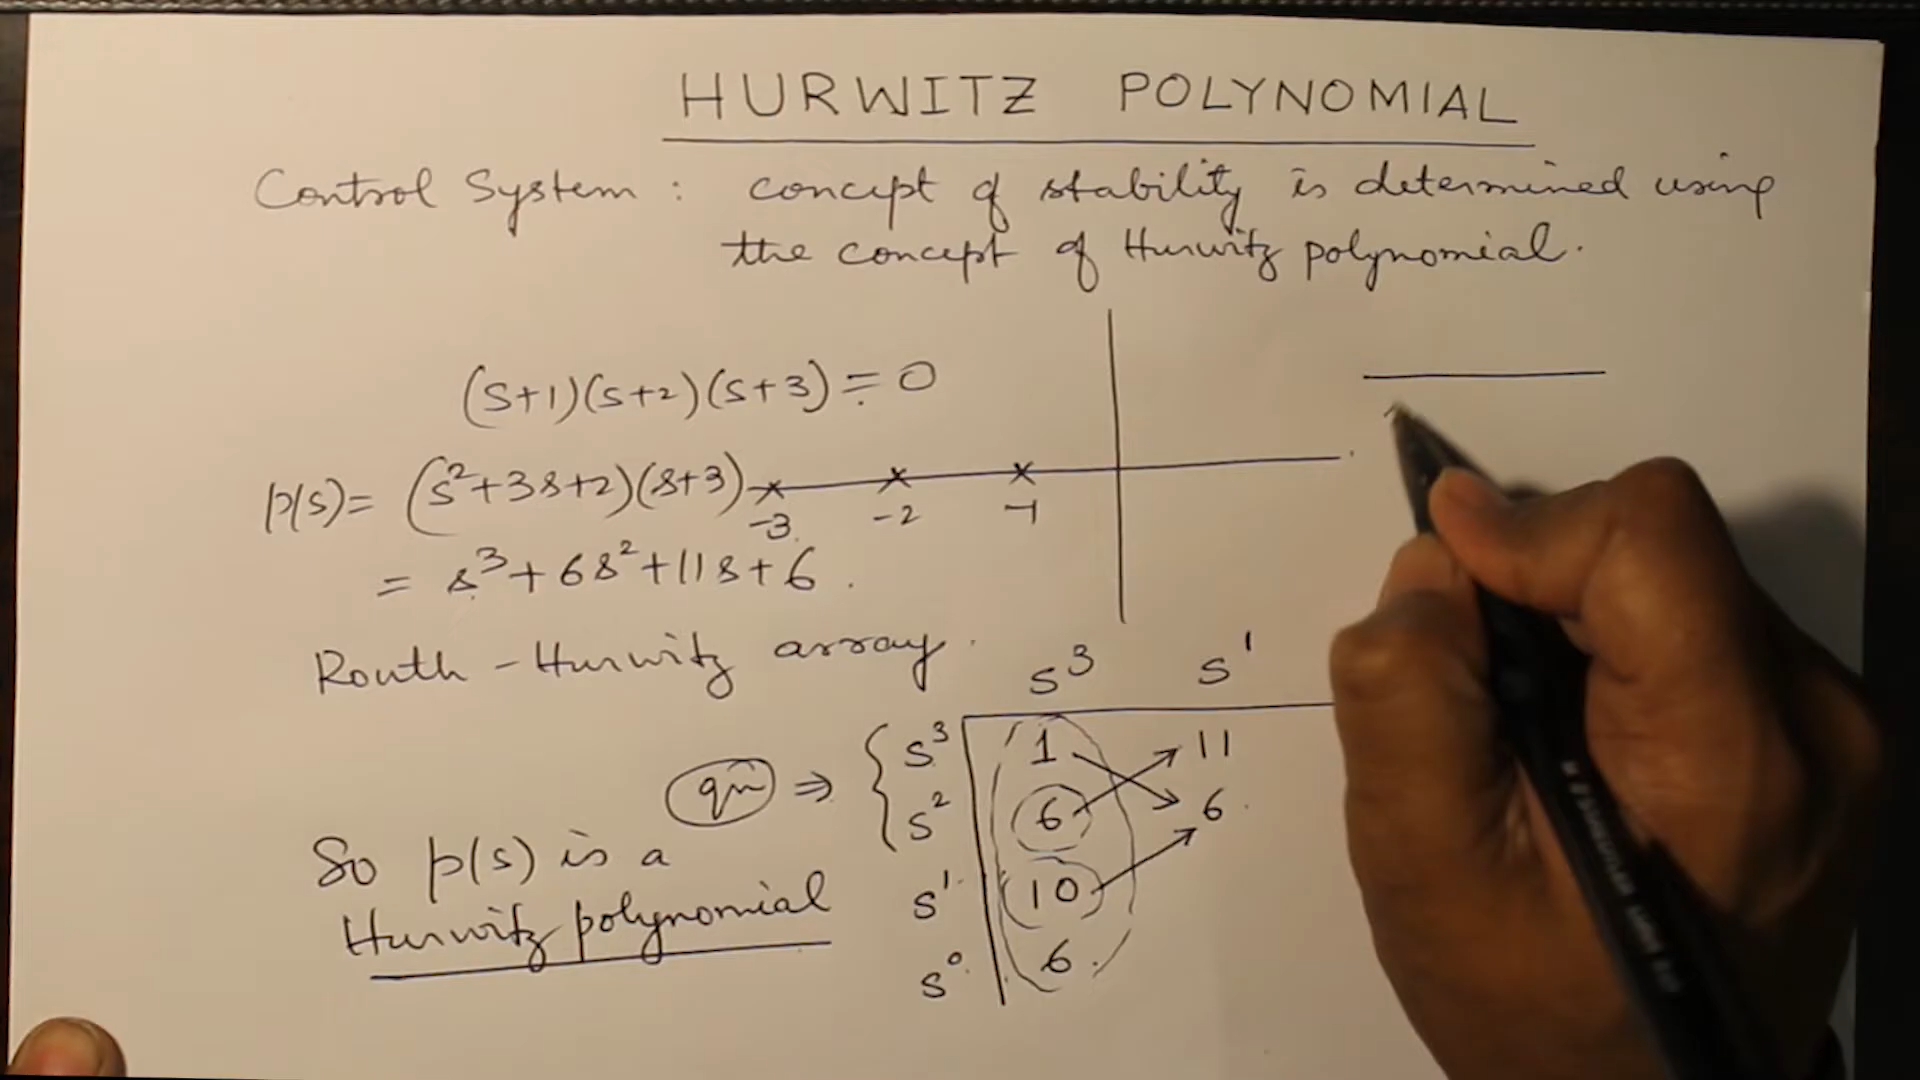 HURWITZ POLYNOMIAL
Control System : concept of stability is determined using
the concept of Hurwitz polynomial.
(S+1)(s+2)(s+3) = 0
p(s) = (s²+3s+2)(s+3)
-3 -2 -1
= s³+6s²+11s+6.
Routh-Hurwitz array.
s³ s¹
s³ 1 11
s² 6 6
s¹ 10
s⁰ 6
So p(s) is a
Hurwitz polynomial